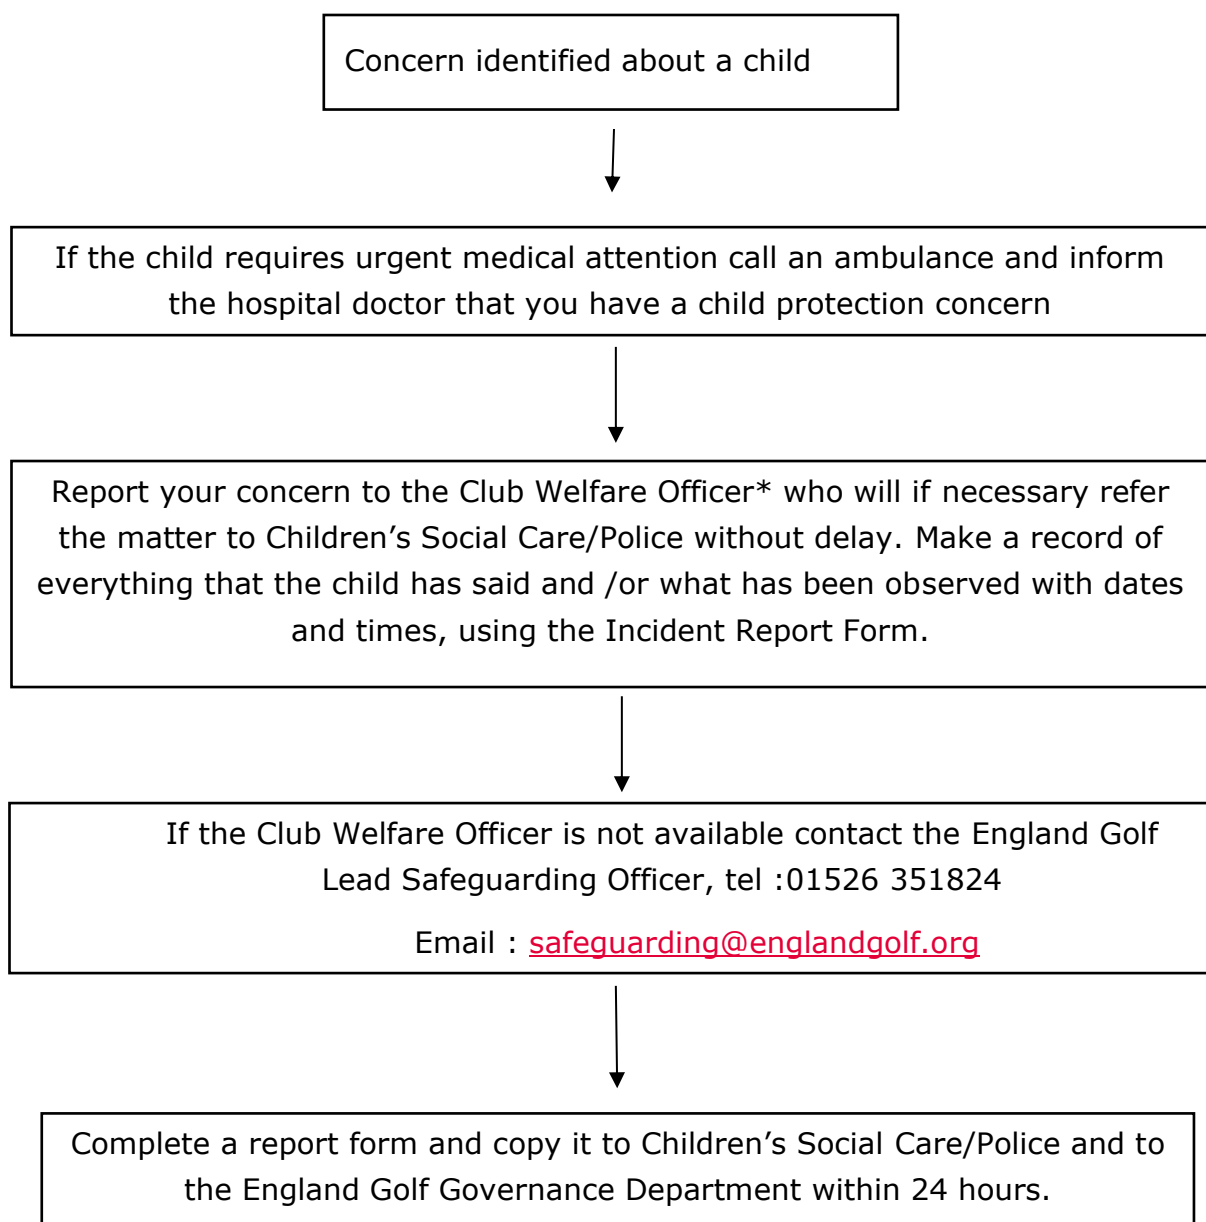 Concern identified about a child
If the child requires urgent medical attention call an ambulance and inform
the hospital doctor that you have a child protection concern
Report your concern to the Club Welfare Officer* who will if necessary refer
the matter to Children’s Social Care/Police without delay. Make a record of
everything that the child has said and /or what has been observed with dates
and times, using the Incident Report Form.
If the Club Welfare Officer is not available contact the England Golf
Lead Safeguarding Officer, tel :01526 351824
Email : safeguarding@englandgolf.org
Complete a report form and copy it to Children’s Social Care/Police and to
the England Golf Governance Department within 24 hours.